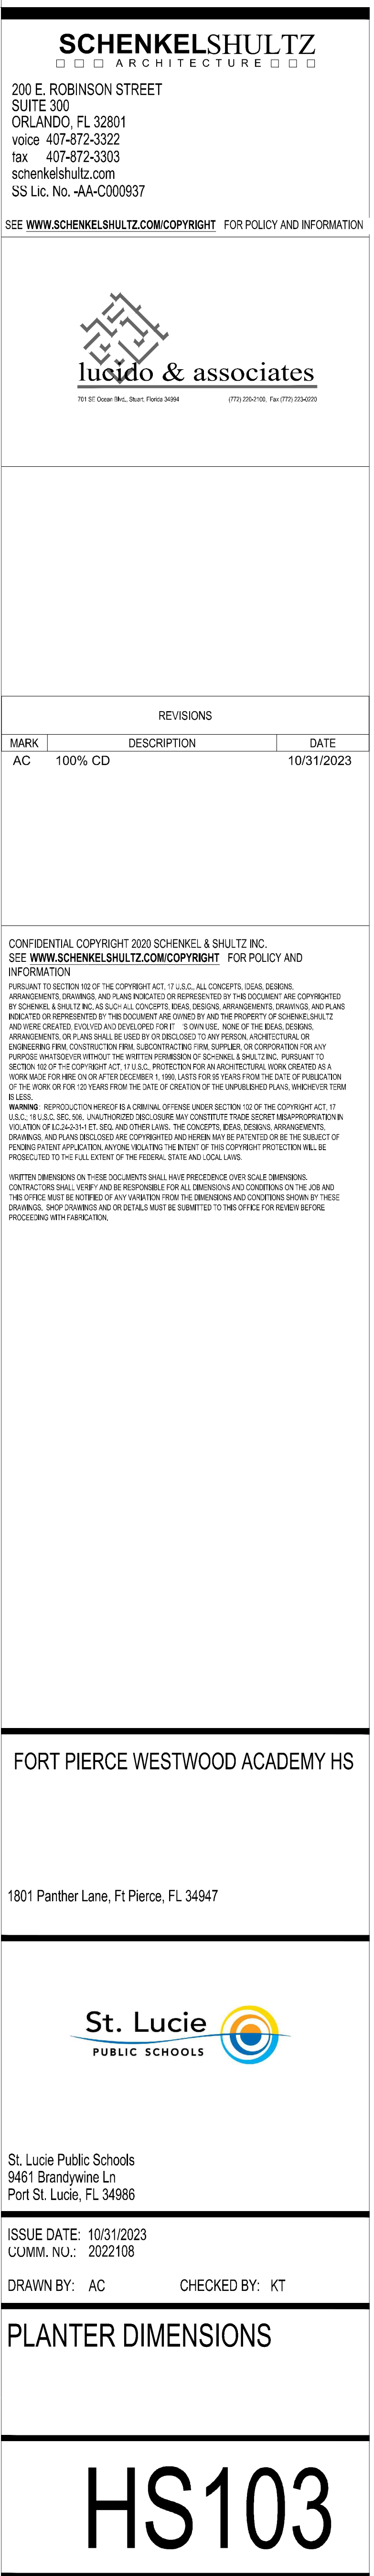 SCHENKELSHULTZ
ARCHITECTURE
200 E. ROBINSON STREET
SUITE 300
ORLANDO, FL 32801
voice 407-872-3322
fax 407-872-3303
schenkelshultz.com
SS Lic. No. -AA-C000937
SEE WWW.SCHENKELSHULTZ.COM/COPYRIGHT FOR POLICY AND INFORMATION
lucido & associates
701 SE Ocean Blvd., Stuart, Florida 34994 (772) 220-2100, Fax (772) 223-0220
REVISIONS
MARK DESCRIPTION DATE
AC 100% CD 10/31/2023
CONFIDENTIAL COPYRIGHT 2020 SCHENKEL & SHULTZ INC.
SEE WWW.SCHENKELSHULTZ.COM/COPYRIGHT FOR POLICY AND
INFORMATION
PURSUANT TO SECTION 102 OF THE COPYRIGHT ACT, 17 U.S.C., ALL CONCEPTS, IDEAS, DESIGNS,
ARRANGEMENTS, DRAWINGS, AND PLANS INDICATED OR REPRESENTED BY THIS DOCUMENT ARE COPYRIGHTED
BY SCHENKEL & SHULTZ INC. AS SUCH ALL CONCEPTS, IDEAS, DESIGNS, ARRANGEMENTS, DRAWINGS, AND PLANS
INDICATED OR REPRESENTED BY THIS DOCUMENT ARE OWNED BY AND THE PROPERTY OF SCHENKELSHULTZ
AND WERE CREATED, EVOLVED AND DEVELOPED FOR IT 'S OWN USE. NONE OF THE IDEAS, DESIGNS,
ARRANGEMENTS, OR PLANS SHALL BE USED BY OR DISCLOSED TO ANY PERSON, ARCHITECTURAL OR
ENGINEERING FIRM, CONSTRUCTION FIRM, SUBCONTRACTING FIRM, SUPPLIER, OR CORPORATION FOR ANY
PURPOSE WHATSOEVER WITHOUT THE WRITTEN PERMISSION OF SCHENKEL & SHULTZ INC. PURSUANT TO
SECTION 102 OF THE COPYRIGHT ACT, 17 U.S.C., PROTECTION FOR AN ARCHITECTURAL WORK CREATED AS A
WORK MADE FOR HIRE ON OR AFTER DECEMBER 1, 1990, LASTS FOR 95 YEARS FROM THE DATE OF PUBLICATION
OF THE WORK OR FOR 120 YEARS FROM THE DATE OF CREATION OF THE UNPUBLISHED PLANS, WHICHEVER TERM
IS LESS.
WARNING: REPRODUCTION HEREOF IS A CRIMINAL OFFENSE UNDER SECTION 102 OF THE COPYRIGHT ACT, 17
U.S.C., 18 U.S.C. SEC. 506. UNAUTHORIZED DISCLOSURE MAY CONSTITUTE TRADE SECRET MISAPPROPRIATION IN
VIOLATION OF I.C.24-2-31-1 ET. SEQ. AND OTHER LAWS. THE CONCEPTS, IDEAS, DESIGNS, ARRANGEMENTS,
DRAWINGS, AND PLANS DISCLOSED ARE COPYRIGHTED AND HEREIN MAY BE PATENTED OR BE THE SUBJECT OF
PENDING PATENT APPLICATION. ANYONE VIOLATING THE INTENT OF THIS COPYRIGHT PROTECTION WILL BE
PROSECUTED TO THE FULL EXTENT OF THE FEDERAL STATE AND LOCAL LAWS.
WRITTEN DIMENSIONS ON THESE DOCUMENTS SHALL HAVE PRECEDENCE OVER SCALE DIMENSIONS.
CONTRACTORS SHALL VERIFY AND BE RESPONSIBLE FOR ALL DIMENSIONS AND CONDITIONS ON THE JOB AND
THIS OFFICE MUST BE NOTIFIED OF ANY VARIATION FROM THE DIMENSIONS AND CONDITIONS SHOWN BY THESE
DRAWINGS. SHOP DRAWINGS AND OR DETAILS MUST BE SUBMITTED TO THIS OFFICE FOR REVIEW BEFORE
PROCEEDING WITH FABRICATION.
FORT PIERCE WESTWOOD ACADEMY HS
1801 Panther Lane, Ft Pierce, FL 34947
St. Lucie
PUBLIC SCHOOLS
St. Lucie Public Schools
9461 Brandywine Ln
Port St. Lucie, FL 34986
ISSUE DATE: 10/31/2023
COMM. NO.: 2022108
DRAWN BY: AC CHECKED BY: KT
PLANTER DIMENSIONS
HS103